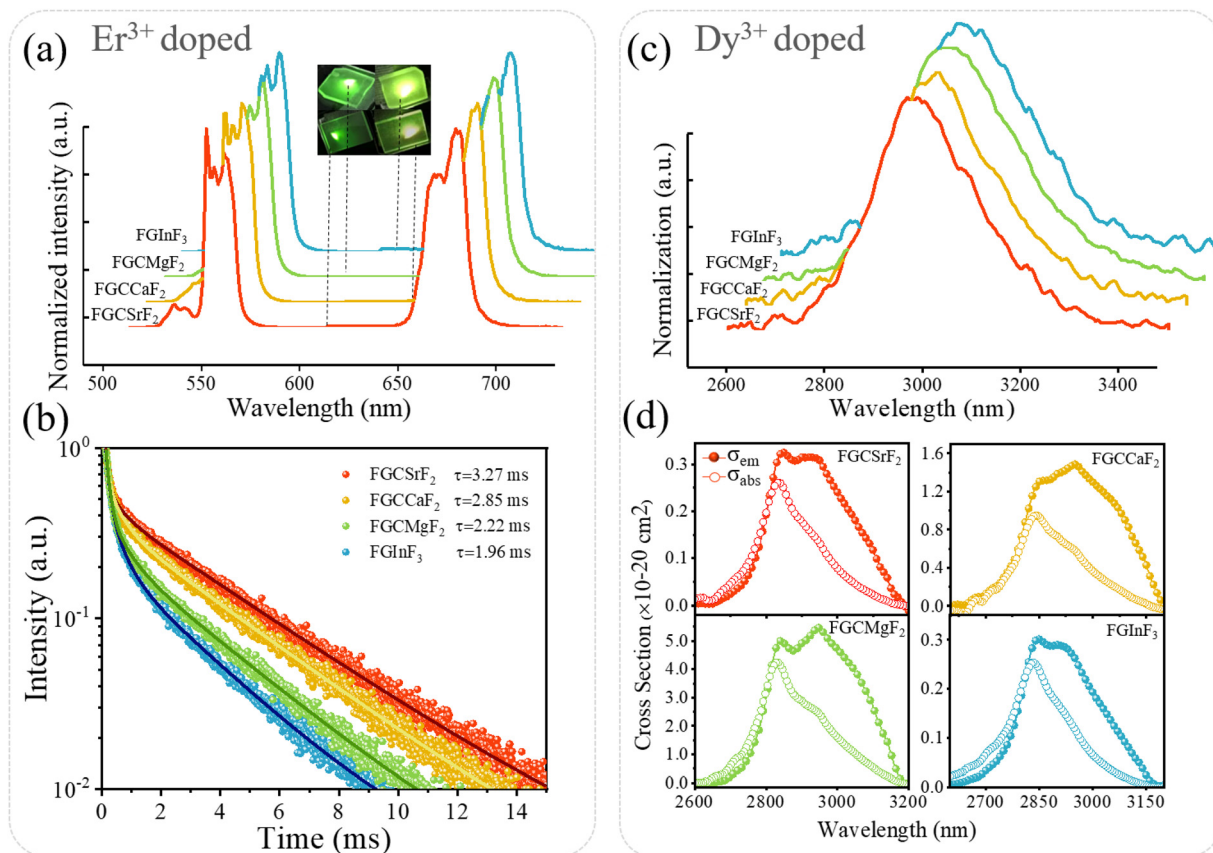 (a) Er³⁺ doped
Normalized intensity (a.u.)
FGInF₃
FGCMgF₂
FGCCaF₂
FGCSrF₂
500 550 600 650 700
Wavelength (nm)
(b)
Intensity (a.u.)
10⁰
10⁻¹
10⁻²
FGCSrF₂ τ=3.27 ms
FGCCaF₂ τ=2.85 ms
FGCMgF₂ τ=2.22 ms
FGInF₃ τ=1.96 ms
0 2 4 6 8 10 12 14
Time (ms)
(c) Dy³⁺ doped
Normalization (a.u.)
FGInF₃
FGCMgF₂
FGCCaF₂
FGCSrF₂
2600 2800 3000 3200 3400
Wavelength (nm)
(d)
Cross Section (×10-20 cm2)
σem
σabs
FGCSrF₂
0.3
0.2
0.1
0.0
FGCCaF₂
1.6
1.2
0.8
0.4
0.0
FGCMgF₂
5.0
4.0
3.0
2.0
1.0
0.0
2600 2800 3000 3200
FGInF₃
0.3
0.2
0.1
0.0
2700 2850 3000 3150
Wavelength (nm)